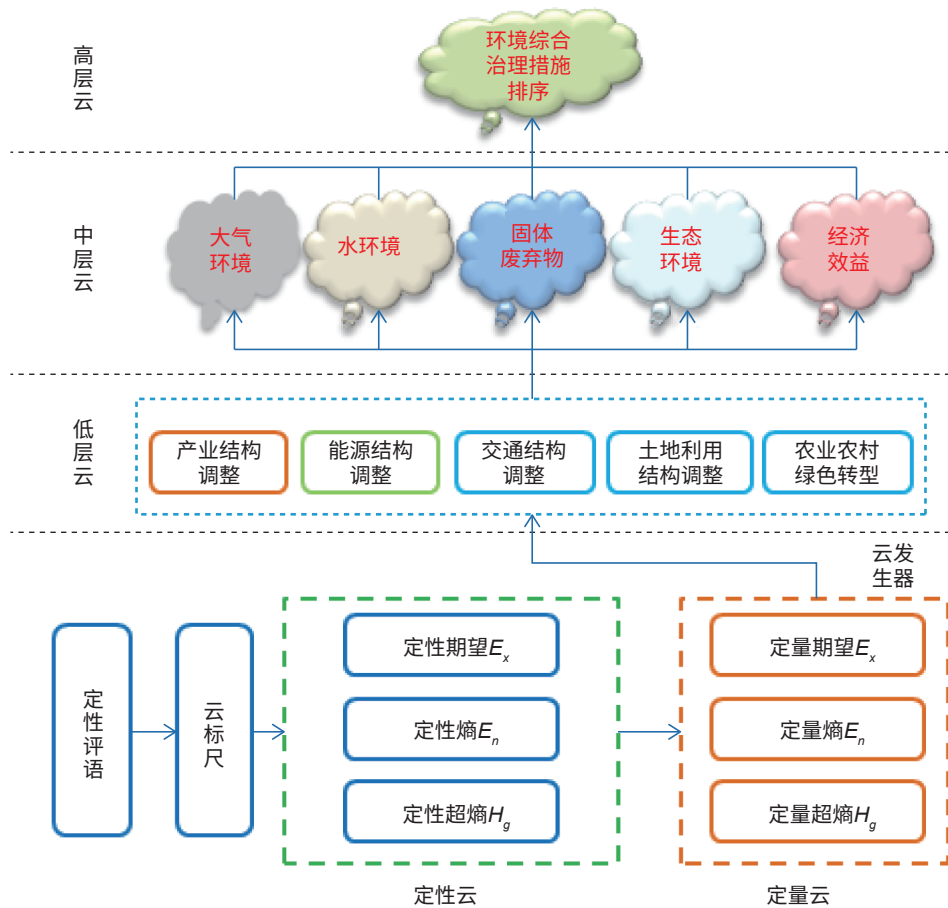 高层云
环境综合
治理措施
排序
中层云
大气
环境
水环境
固体
废弃物
生态
环境
经济
效益
低层云
产业结构
调整
能源结构
调整
交通结构
调整
土地利用
结构调整
农业农村
绿色转型
云发
生器
定性评语
云标尺
定性期望Ex
定性熵En
定性超熵Hg
定量期望Ex
定量熵En
定量超熵Hg
定性云
定量云